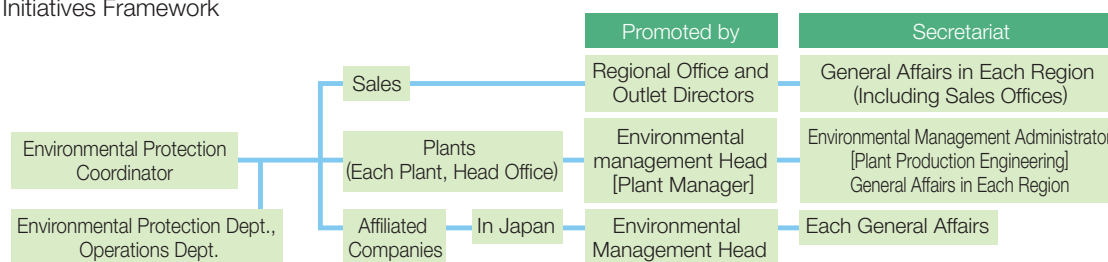 Initiatives Framework
Promoted by
Secretariat
Sales
Regional Office and
Outlet Directors
General Affairs in Each Region
(Including Sales Offices)
Environmental Protection
Coordinator
Plants
(Each Plant, Head Office)
Environmental
management Head
[Plant Manager]
Environmental Management Administrator
[Plant Production Engineering]
General Affairs in Each Region
Environmental Protection Dept.,
Operations Dept.
Affiliated
Companies
In Japan
Environmental
Management Head
Each General Affairs